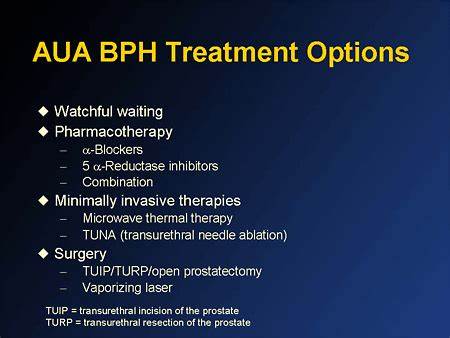 AUA BPH Treatment Options
◆ Watchful waiting
◆ Pharmacotherapy
– α-Blockers
– 5 α-Reductase inhibitors
– Combination
◆ Minimally invasive therapies
– Microwave thermal therapy
– TUNA (transurethral needle ablation)
◆ Surgery
– TUIP/TURP/open prostatectomy
– Vaporizing laser
TUIP = transurethral incision of the prostate
TURP = transurethral resection of the prostate